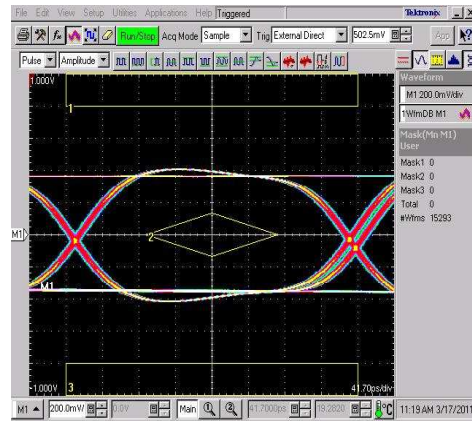 File Edit View Setup Utilities Applications Help Triggered Tektronix
Run/Stop Acq Mode Sample Trig External Direct 502.5mV App
Pulse Amplitude
1.000V
1
Waveform
M1 200.0mV/div
1WfmDB M1
Mask(Mn M1)
User
Mask1 0
Mask2 0
Mask3 0
Total 0
#Wfms 15293
M1
2
M1
3
-1.000V
41.70ps/div
M1 200.0mV 0.0V Main 41.7000ps 19.2820 °C 11:19 AM 3/17/2011